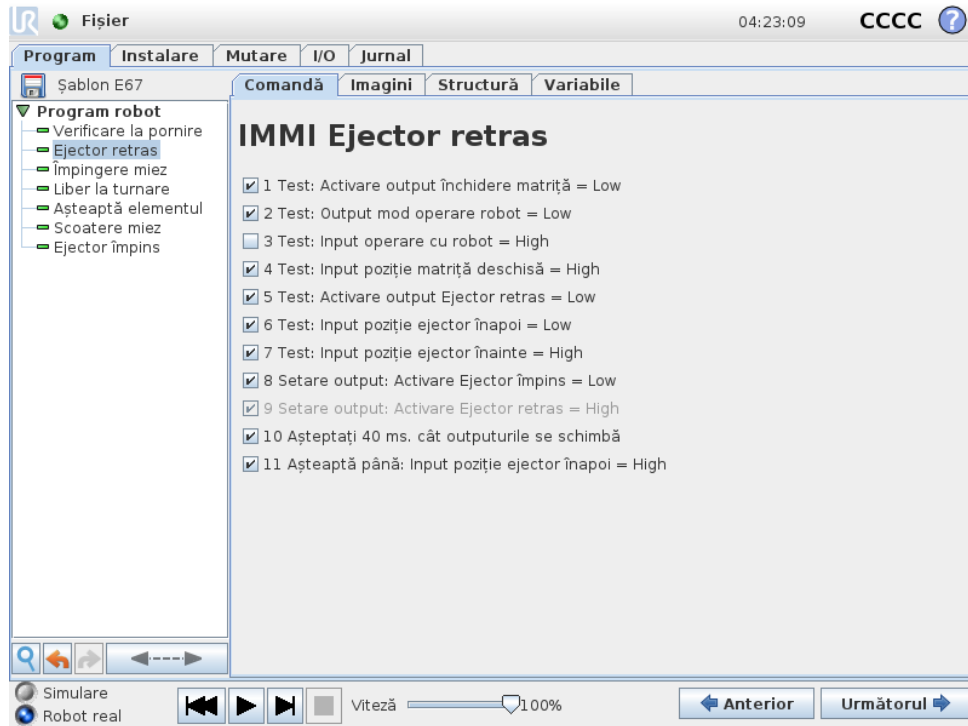 UR Fișier 04:23:09 CCCC ?
Program Instalare Mutare I/O Jurnal
Șablon E67
Comandă Imagini Structură Variabile
Program robot
Verificare la pornire
Ejector retras
Împingere miez
Liber la turnare
Așteaptă elementul
Scoatere miez
Ejector împins
IMMI Ejector retras
1 Test: Activare output închidere matriță = Low
2 Test: Output mod operare robot = Low
3 Test: Input operare cu robot = High
4 Test: Input poziție matriță deschisă = High
5 Test: Activare output Ejector retras = Low
6 Test: Input poziție ejector înapoi = Low
7 Test: Input poziție ejector înainte = High
8 Setare output: Activare Ejector împins = Low
9 Setare output: Activare Ejector retras = High
10 Așteptați 40 ms. cât outputurile se schimbă
11 Așteaptă până: Input poziție ejector înapoi = High
Simulare
Robot real
Viteză 100%
Anterior Următorul